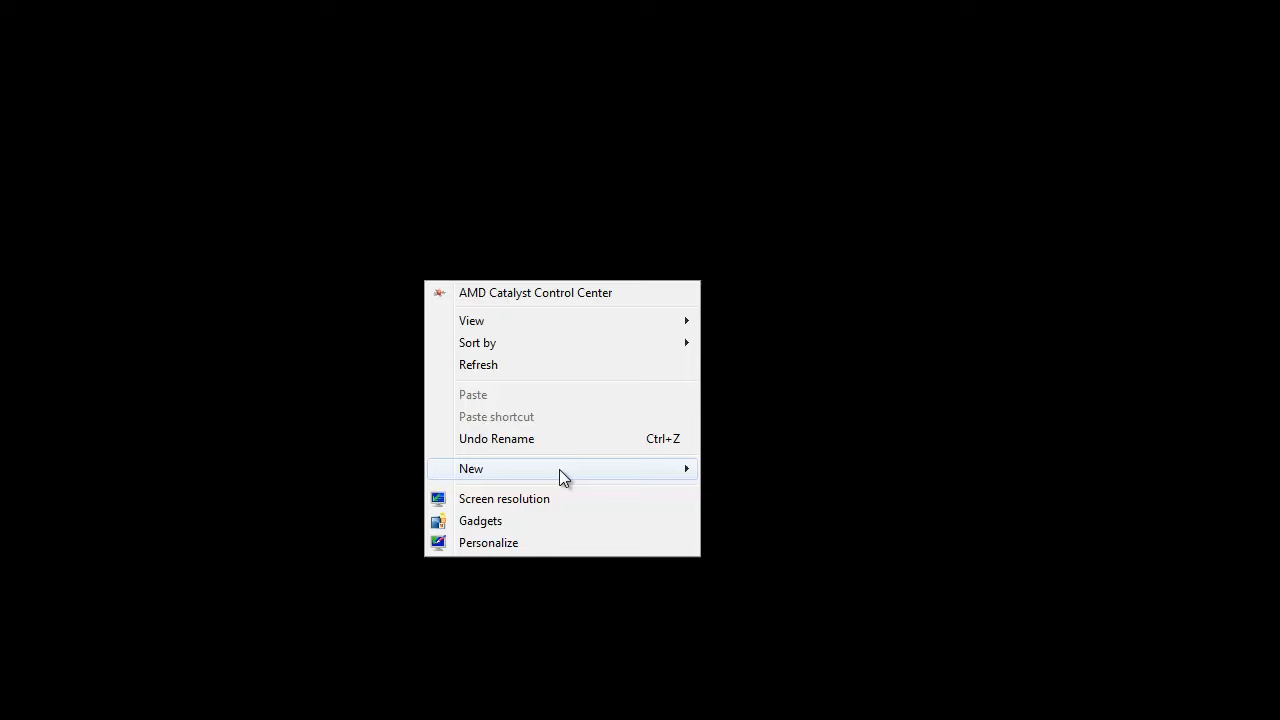 AMD Catalyst Control Center
View
Sort by
Refresh
Paste
Paste shortcut
Undo Rename Ctrl+Z
New
Screen resolution
Gadgets
Personalize